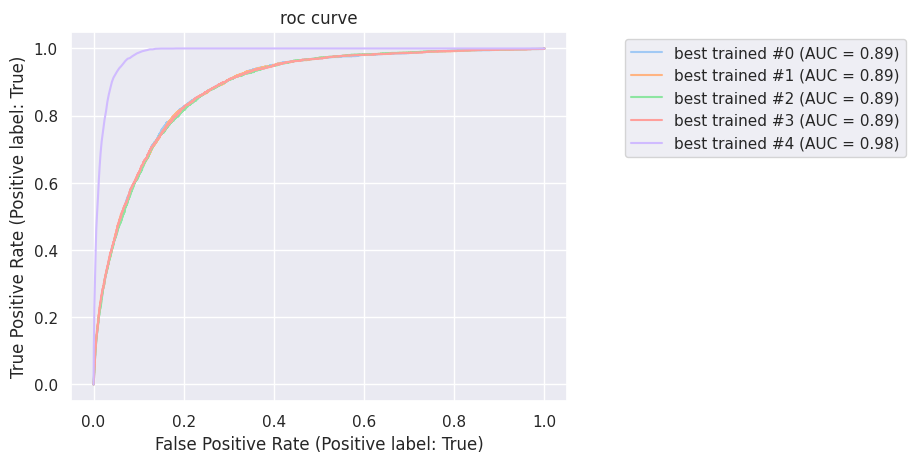 roc curve
True Positive Rate (Positive label: True)
1.0
0.8
0.6
0.4
0.2
0.0
0.0 0.2 0.4 0.6 0.8 1.0
False Positive Rate (Positive label: True)
best trained #0 (AUC = 0.89)
best trained #1 (AUC = 0.89)
best trained #2 (AUC = 0.89)
best trained #3 (AUC = 0.89)
best trained #4 (AUC = 0.98)